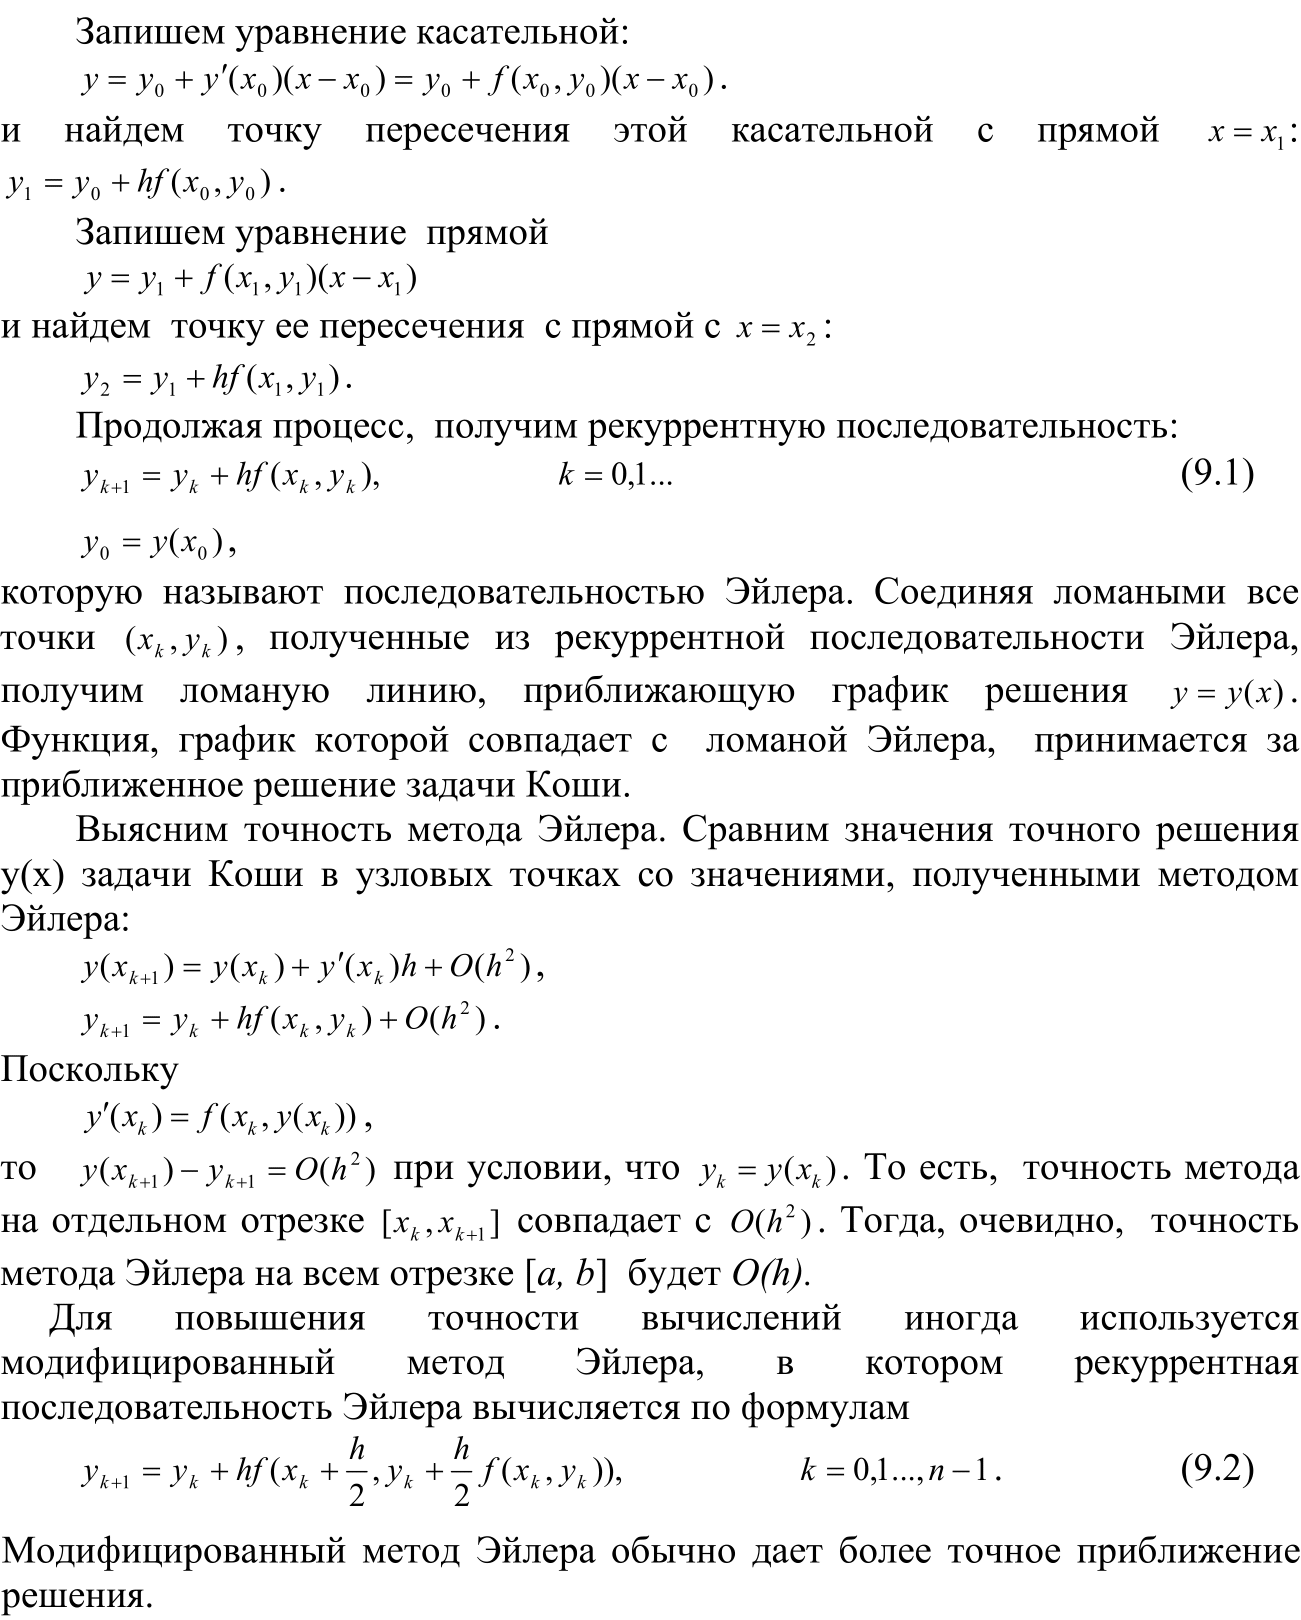 Запишем уравнение касательной:
y = y₀ + y′(x₀)(x − x₀) = y₀ + f(x₀, y₀)(x − x₀).
и найдем точку пересечения этой касательной с прямой x = x₁:
y₁ = y₀ + hf(x₀, y₀).
Запишем уравнение прямой
y = y₁ + f(x₁, y₁)(x − x₁)
и найдем точку ее пересечения с прямой с x = x₂:
y₂ = y₁ + hf(x₁, y₁).
Продолжая процесс, получим рекуррентную последовательность:
yₖ₊₁ = yₖ + hf(xₖ, yₖ), k = 0,1... (9.1)
y₀ = y(x₀),
которую называют последовательностью Эйлера. Соединяя ломаными все
точки (xₖ, yₖ), полученные из рекуррентной последовательности Эйлера,
получим ломаную линию, приближающую график решения y = y(x).
Функция, график которой совпадает с ломаной Эйлера, принимается за
приближенное решение задачи Коши.
Выясним точность метода Эйлера. Сравним значения точного решения
y(x) задачи Коши в узловых точках со значениями, полученными методом
Эйлера:
y(xₖ₊₁) = y(xₖ) + y′(xₖ)h + O(h²),
yₖ₊₁ = yₖ + hf(xₖ, yₖ) + O(h²).
Поскольку
y′(xₖ) = f(xₖ, y(xₖ)),
то y(xₖ₊₁) − yₖ₊₁ = O(h²) при условии, что yₖ = y(xₖ). То есть, точность метода
на отдельном отрезке [xₖ, xₖ₊₁] совпадает с O(h²). Тогда, очевидно, точность
метода Эйлера на всем отрезке [a, b] будет O(h).
Для повышения точности вычислений иногда используется
модифицированный метод Эйлера, в котором рекуррентная
последовательность Эйлера вычисляется по формулам
yₖ₊₁ = yₖ + hf(xₖ + h/2, yₖ + h/2 f(xₖ, yₖ)), k = 0,1..., n − 1. (9.2)
Модифицированный метод Эйлера обычно дает более точное приближение
решения.